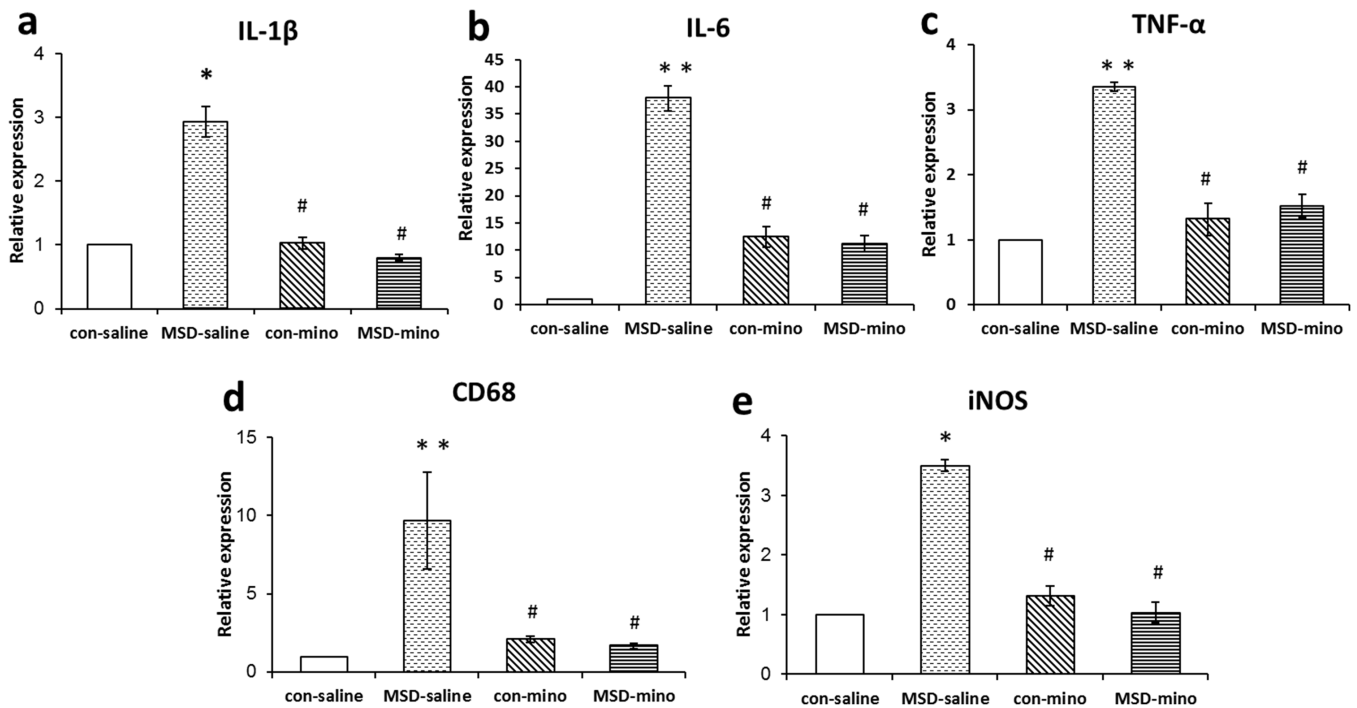 a
IL-1β
Relative expression
4
3
2
1
0
*
#
#
con-saline MSD-saline con-mino MSD-mino
b
IL-6
Relative expression
45
40
35
30
25
20
15
10
5
0
* *
#
#
con-saline MSD-saline con-mino MSD-mino
c
TNF-α
Relative expression
4
3
2
1
0
* *
#
#
con-saline MSD-saline con-mino MSD-mino
d
CD68
Relative expression
15
10
5
0
* *
#
#
con-saline MSD-saline con-mino MSD-mino
e
iNOS
Relative expression
4
3
2
1
0
*
#
#
con-saline MSD-saline con-mino MSD-mino